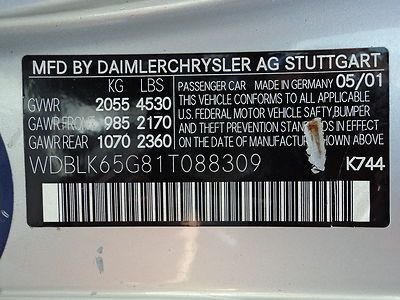 MFD BY DAIMLERCHRYSLER AG STUTTGART
KG LBS
GVWR 2055 4530
GAWR FRONT 985 2170
GAWR REAR 1070 2360
PASSENGER CAR MADE IN GERMANY 05/01
THIS VEHICLE CONFORMS TO ALL APPLICABLE
U.S. FEDERAL MOTOR VEHICLE SAFTY,BUMPER
AND THEFT PREVENTION STANDARDS IN EFFECT
ON THE DATE OF MANUFACTURE SHOWN ABOVE
WDBLK65G81T088309
K744